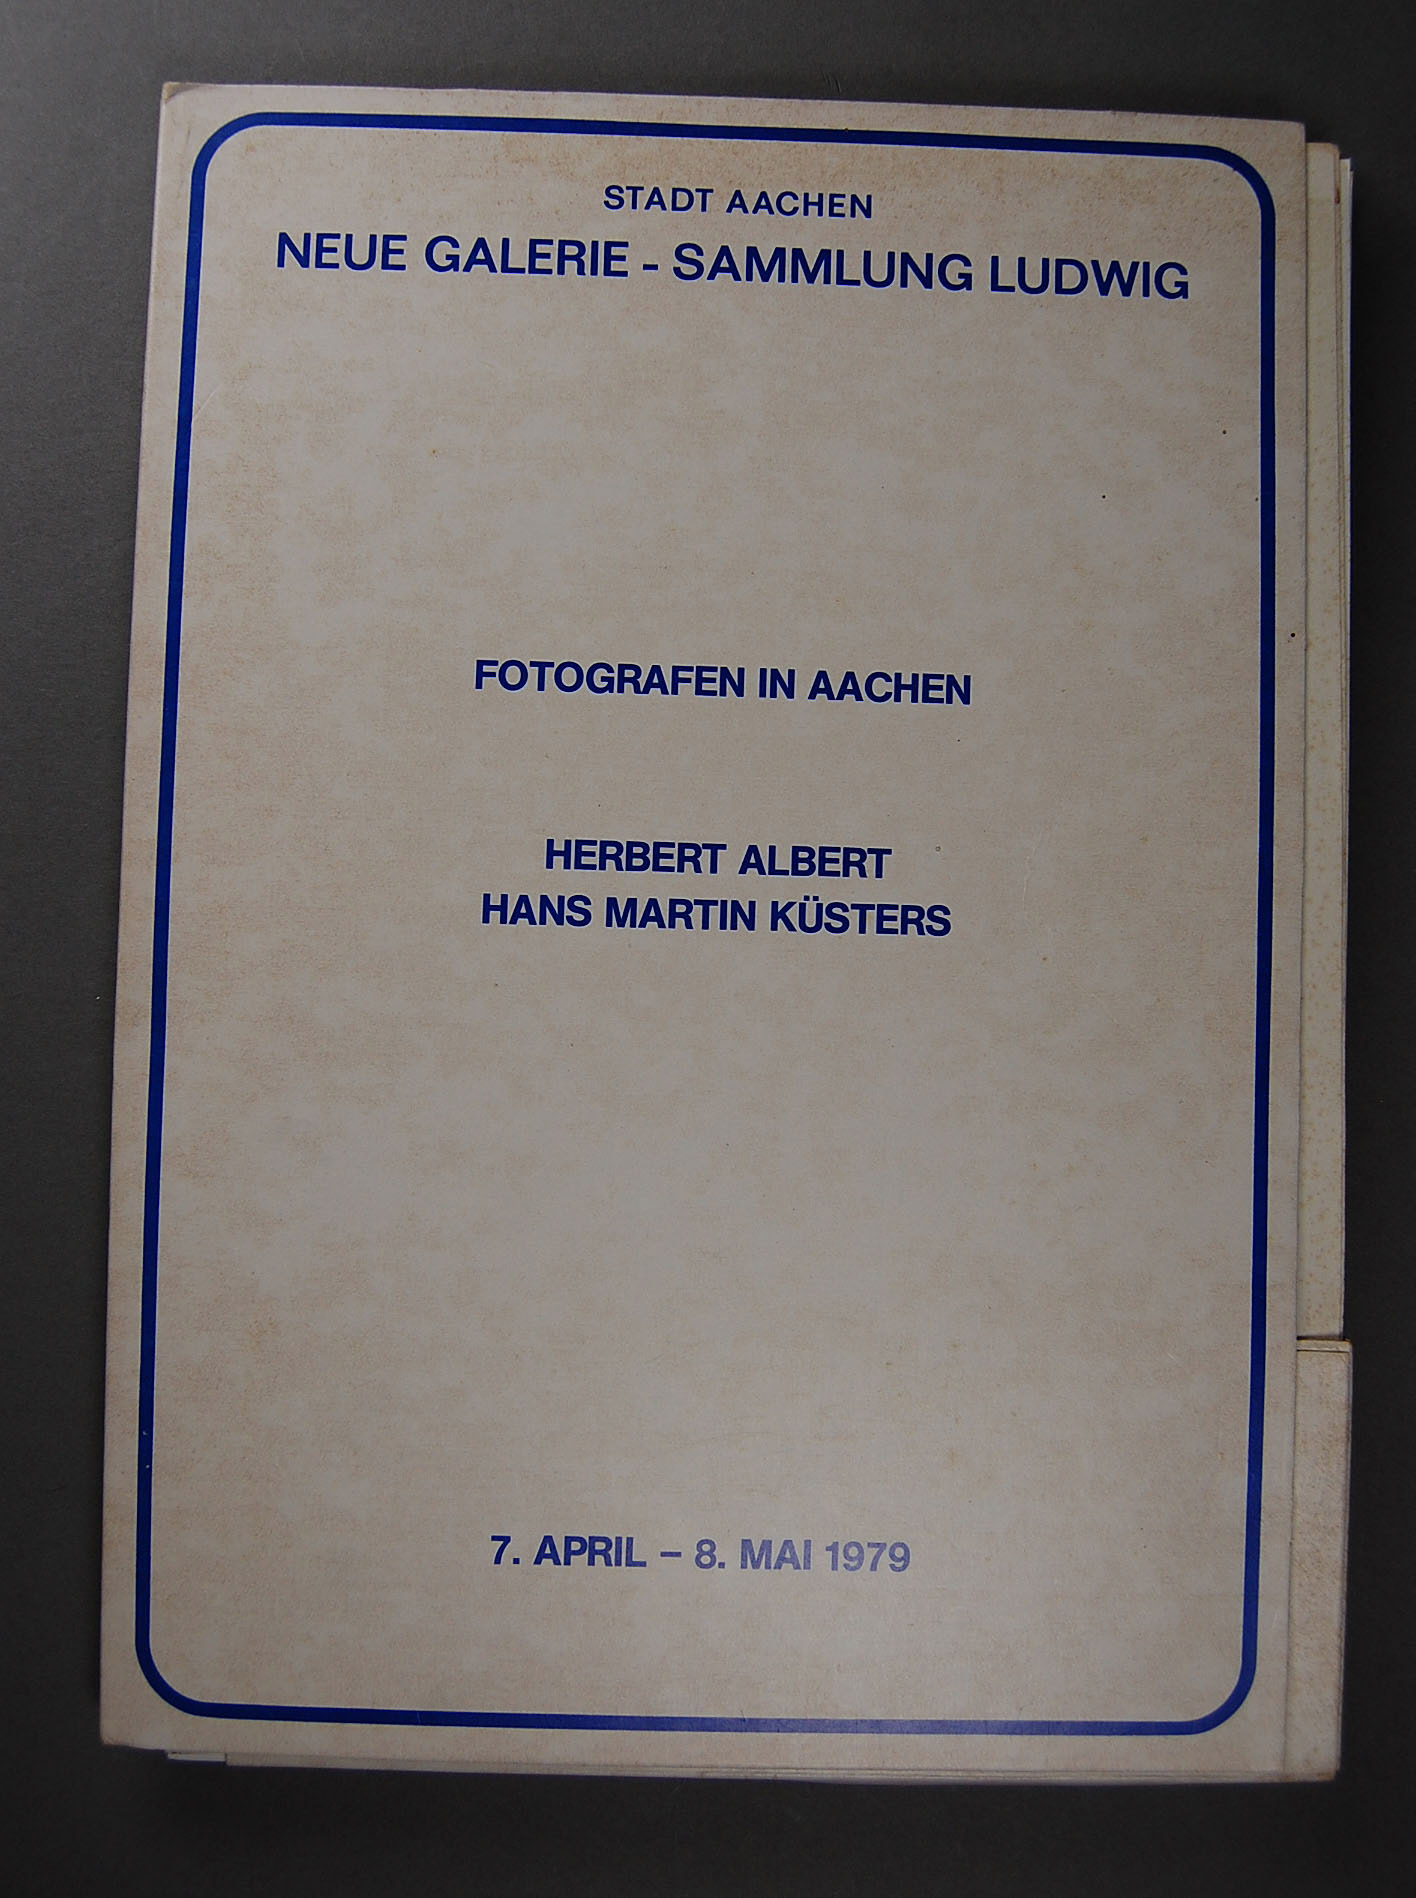 STADT AACHEN
NEUE GALERIE - SAMMLUNG LUDWIG
FOTOGRAFEN IN AACHEN
HERBERT ALBERT
HANS MARTIN KÜSTERS
7. APRIL – 8. MAI 1979